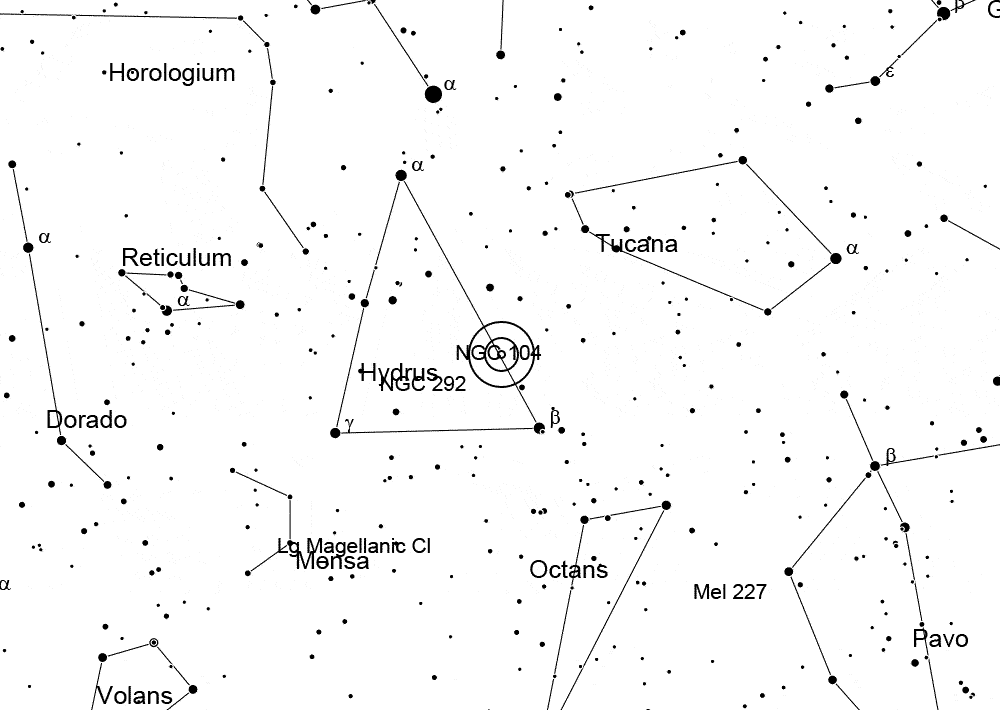 β
G
ε
α
Horologium
α
α
Tucana
α
Reticulum
α
NGC 104
Hydrus
NGC 292
Dorado
γ
β
β
Lg Magellanic Cl
Mensa
Octans
α
Mel 227
Pavo
Volans